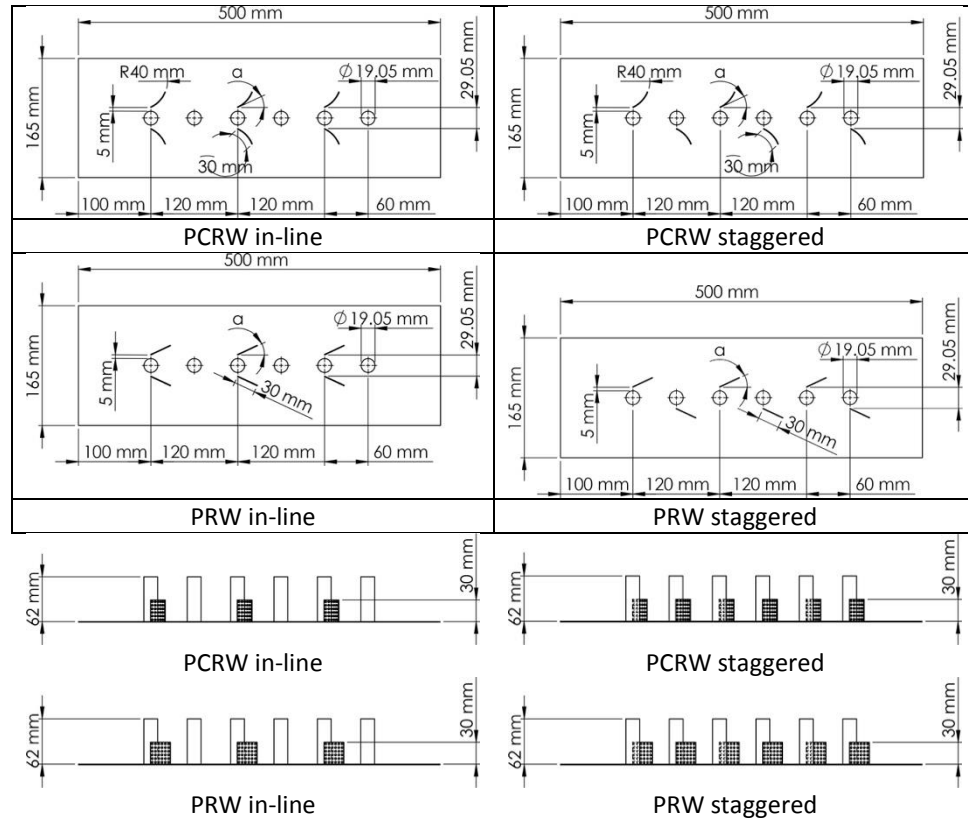 500 mm
R40 mm
α
Ø 19.05 mm
29.05 mm
165 mm
5 mm
30 mm
100 mm
120 mm
120 mm
60 mm
PCRW in-line
500 mm
R40 mm
α
Ø 19.05 mm
29.05 mm
165 mm
5 mm
30 mm
100 mm
120 mm
120 mm
60 mm
PCRW staggered
500 mm
α
Ø 19.05 mm
29.05 mm
165 mm
5 mm
30 mm
100 mm
120 mm
120 mm
60 mm
PRW in-line
500 mm
α
Ø 19.05 mm
29.05 mm
165 mm
5 mm
30 mm
100 mm
120 mm
120 mm
60 mm
PRW staggered
62 mm
30 mm
PCRW in-line
62 mm
30 mm
PCRW staggered
62 mm
30 mm
PRW in-line
62 mm
30 mm
PRW staggered